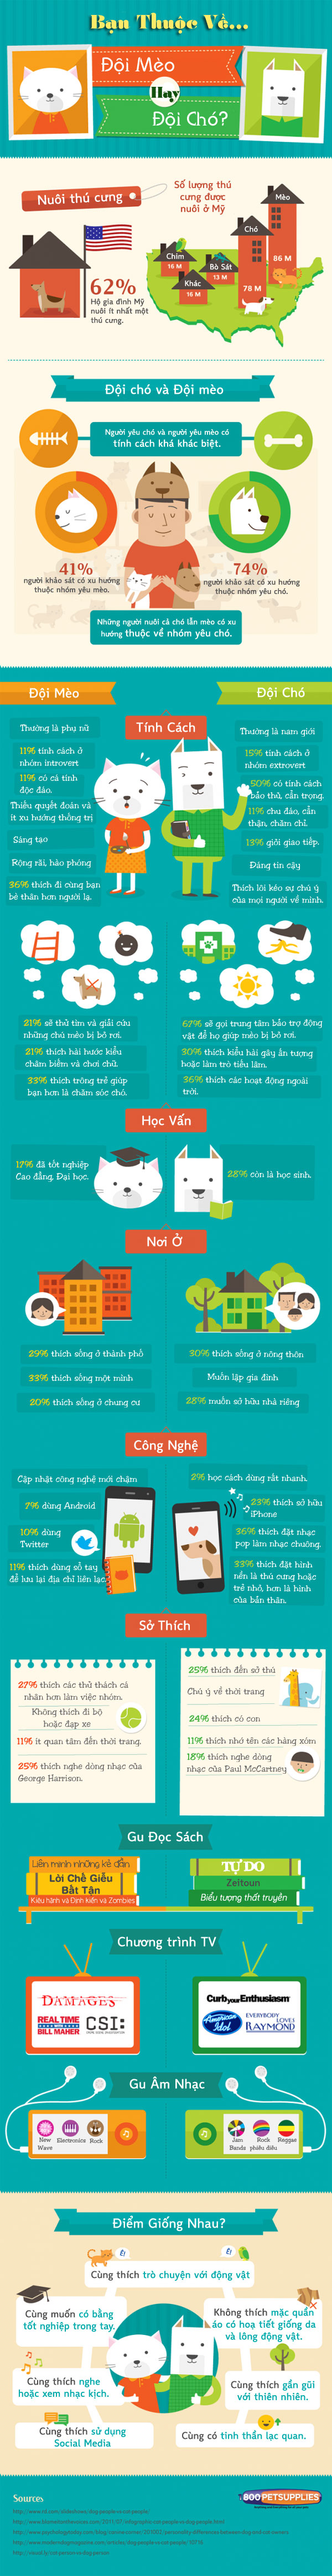 Bạn Thuộc Về...
Đội Mèo
Hay
Đội Chó?
Nuôi thú cưng
Số lượng thú
cưng được
nuôi ở Mỹ
Mèo
86 M
Chó
78 M
Chim
16 M
Bò Sát
13 M
Khác
16 M
62%
Hộ gia đình Mỹ
nuôi ít nhất một
thú cưng.
Đội chó và Đội mèo
Người yêu chó và người yêu mèo có
tính cách khá khác biệt.
41%
người khảo sát có xu hướng
thuộc nhóm yêu mèo.
74%
người khảo sát có xu hướng
thuộc nhóm yêu chó.
Những người nuôi cả chó lẫn mèo có xu
hướng thuộc về nhóm yêu chó.
Đội Mèo
Đội Chó
Tính Cách
Thường là phụ nữ
11% tính cách ở
nhóm introvert
11% có cá tính
độc đáo.
Thiếu quyết đoán và
ít xu hướng thống trị
Sáng tạo
Rộng rãi, hào phóng
36% thích đi cùng bạn
bè thân hơn người lạ.
Thường là nam giới
15% tính cách ở
nhóm extrovert
50% có tính cách
bảo thủ, cẩn trọng.
11% chu đáo, cẩn
thận, chăm chỉ.
13% giỏi giao tiếp.
Đáng tin cậy
Thích lôi kéo sự chú ý
của mọi người về mình.
21% sẽ thử tìm và giải cứu
những chú mèo bị bỏ rơi.
21% thích hài hước kiểu
châm biếm và chơi chữ.
33% thích trông trẻ giúp
bạn hơn là chăm sóc chó.
67% sẽ gọi trung tâm bảo trợ động
vật để họ giúp mèo bị bỏ rơi.
30% thích kiểu hài gây ấn tượng
hoặc làm trò tiếu lâm.
36% thích các hoạt động ngoài
trời.
Học Vấn
17% đã tốt nghiệp
Cao đẳng, Đại học.
28% còn là học sinh.
Nơi Ở
29% thích sống ở thành phố
33% thích sống một mình
20% thích sống ở chung cư
30% thích sống ở nông thôn
Muốn lập gia đình
28% muốn sở hữu nhà riêng
Công Nghệ
Cập nhật công nghệ mới chậm
7% dùng Android
10% dùng
Twitter
11% thích dùng sổ tay
để lưu lại địa chỉ liên lạc
2% học cách dùng rất nhanh.
23% thích sở hữu
iPhone
36% thích đặt nhạc
pop làm nhạc chuông.
33% thích đặt hình
nền là thú cưng hoặc
trẻ nhỏ, hơn là hình
của bản thân.
Sở Thích
27% thích các thử thách cá
nhân hơn làm việc nhóm.
Không thích đi bộ
hoặc đạp xe
11% ít quan tâm đến thời trang.
25% thích nghe dòng nhạc của
George Harrison.
25% thích đến sở thú
Chú ý về thời trang
24% thích có con
11% thích nhớ tên các hàng xóm
18% thích nghe dòng
nhạc của Paul McCartney
Gu Đọc Sách
Liên minh những kẻ đần
Lời Chế Giễu
Bất Tận
Kiêu hãnh và Định kiến và Zombies
TỰ DO
Zeitoun
Biểu tượng thất truyền
Chương trình TV
DAMAGES
REAL TIME
WITH
BILL MAHER
CSI:
Curb your Enthusiasm
American
Idol
EVERYBODY
LOVES
RAYMOND
Gu Âm Nhạc
New
Wave
Electronica
Rock
Jam
Bands
Rock
phiêu diêu
Reggae
Điểm Giống Nhau?
Cùng thích trò chuyện với động vật
Cùng muốn có bằng
tốt nghiệp trong tay.
Không thích mặc quần
áo có hoạ tiết giống da
và lông động vật.
Cùng thích nghe
hoặc xem nhạc kịch.
Cùng thích gần gũi
với thiên nhiên.
Cùng thích sử dụng
Social Media
Cùng có tinh thần lạc quan.
Sources
1800PETSUPPLIES